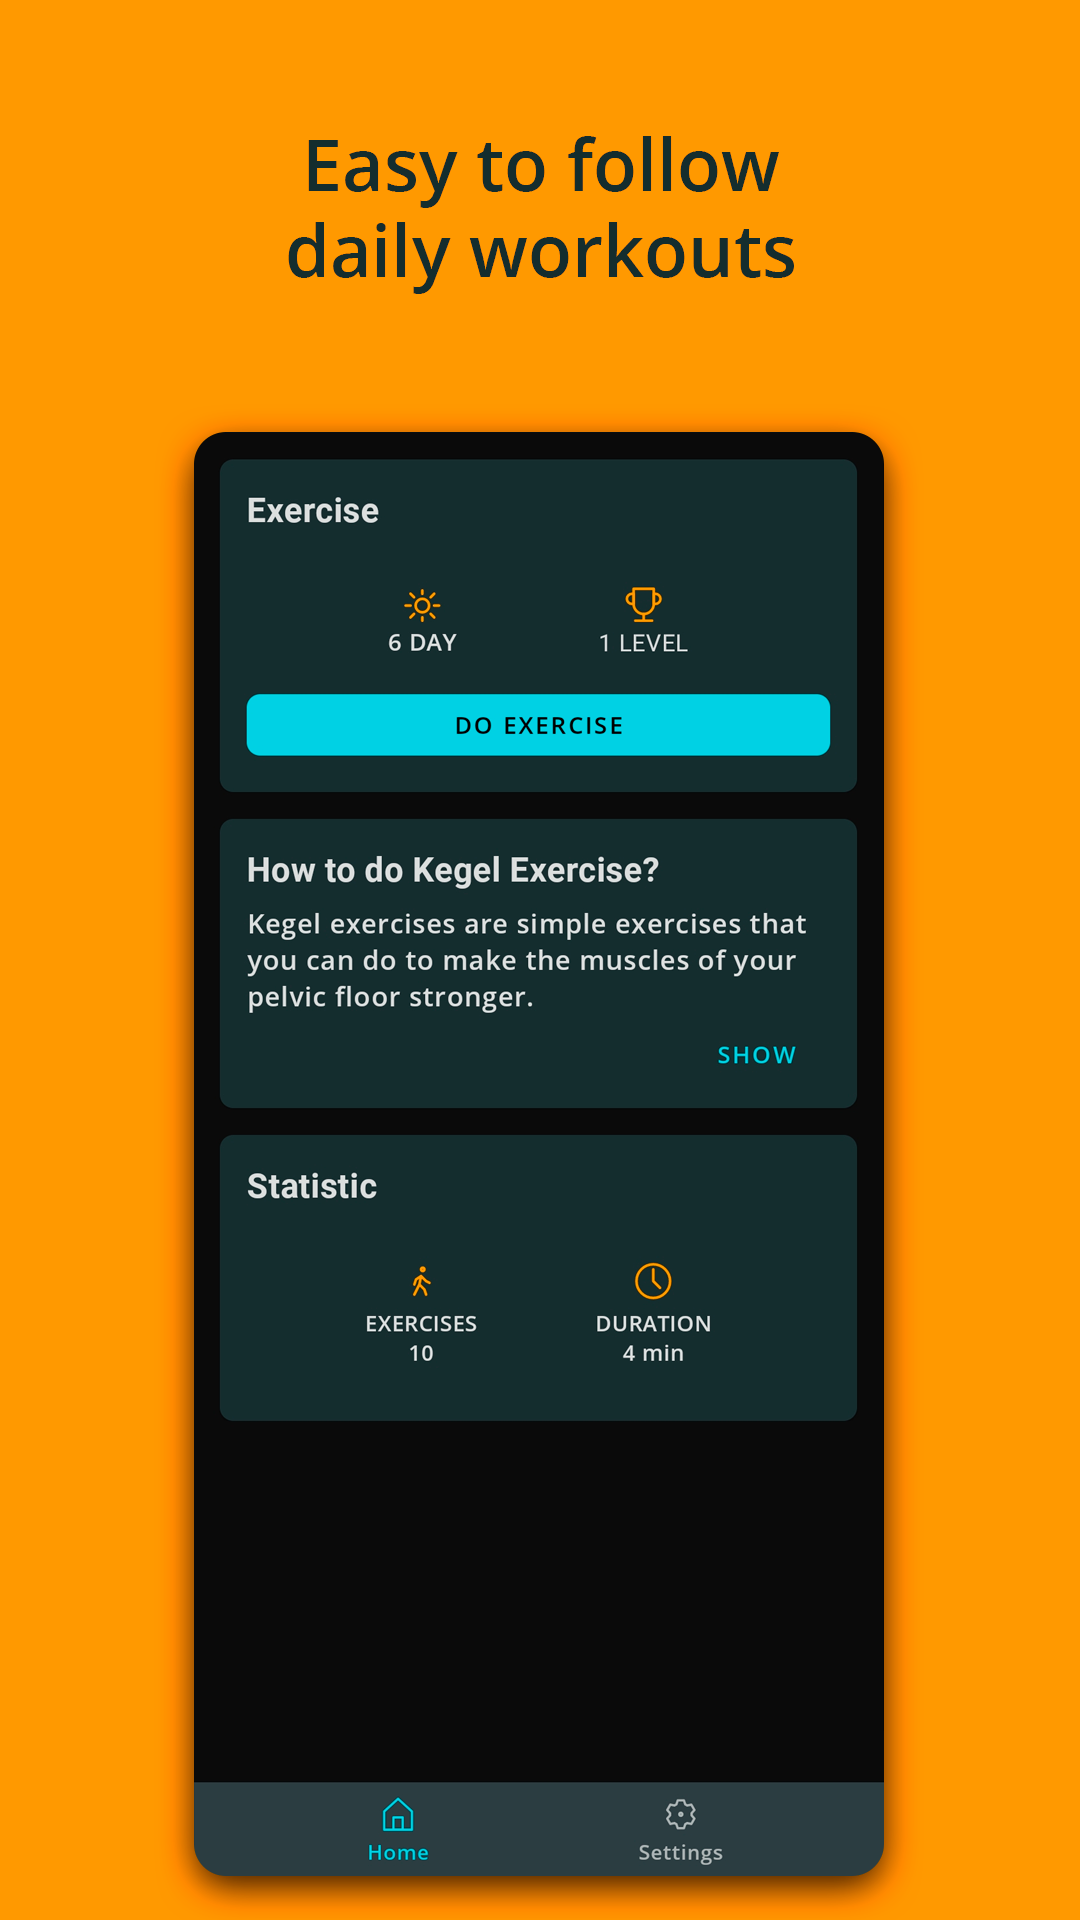 Easy to follow
daily workouts
Exercise
6 DAY
1 LEVEL
DO EXERCISE
How to do Kegel Exercise?
Kegel exercises are simple exercises that
you can do to make the muscles of your
pelvic floor stronger.
SHOW
Statistic
EXERCISES
10
DURATION
4 min
Home
Settings